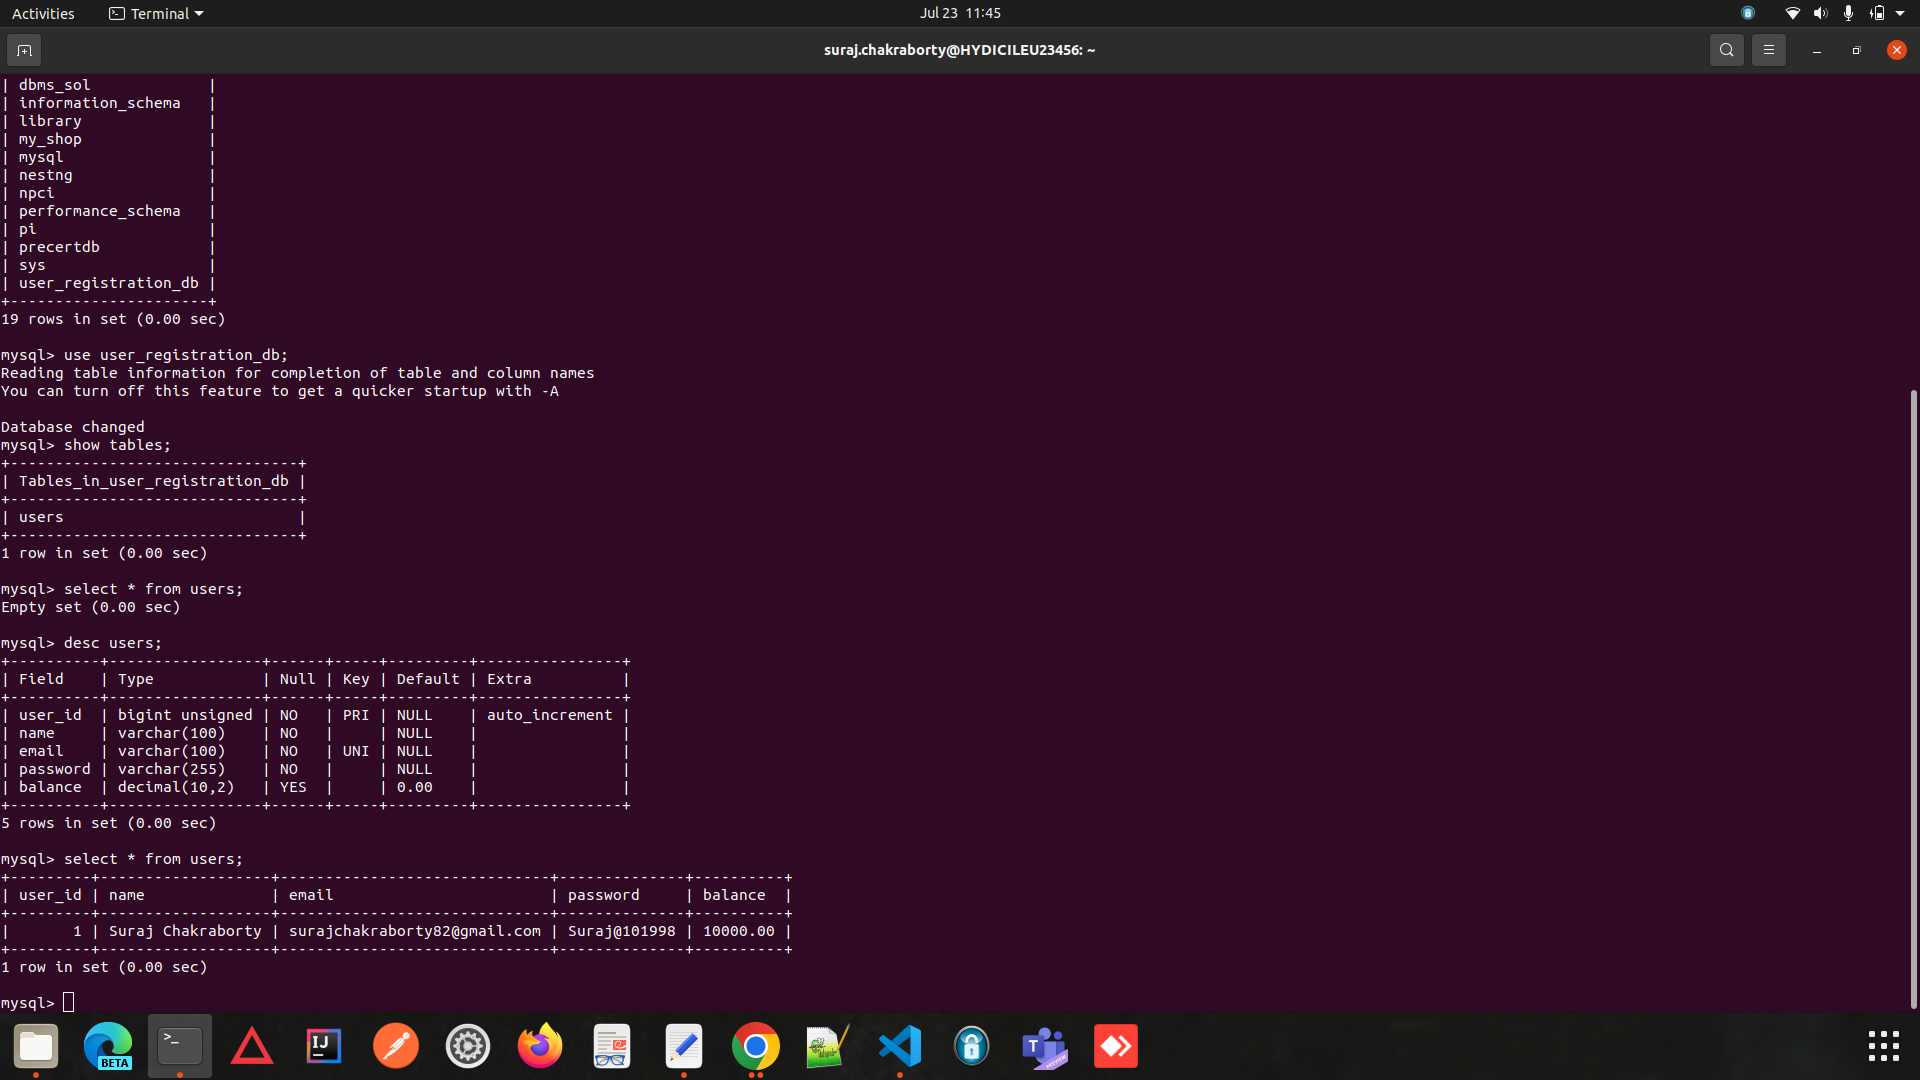 Activities
Terminal
Jul 23 11:45
suraj.chakraborty@HYDICILEU23456: ~
| dbms_sol             |
| information_schema   |
| library              |
| my_shop              |
| mysql                |
| nestng               |
| npci                 |
| performance_schema   |
| pi                   |
| precertdb            |
| sys                  |
| user_registration_db |
+----------------------+
19 rows in set (0.00 sec)
mysql> use user_registration_db;
Reading table information for completion of table and column names
You can turn off this feature to get a quicker startup with -A
Database changed
mysql> show tables;
+--------------------------------+
| Tables_in_user_registration_db |
+--------------------------------+
| users                          |
+--------------------------------+
1 row in set (0.00 sec)
mysql> select * from users;
Empty set (0.00 sec)
mysql> desc users;
+----------+-----------------+------+-----+---------+----------------+
| Field    | Type            | Null | Key | Default | Extra          |
+----------+-----------------+------+-----+---------+----------------+
| user_id  | bigint unsigned | NO   | PRI | NULL    | auto_increment |
| name     | varchar(100)    | NO   |     | NULL    |                |
| email    | varchar(100)    | NO   | UNI | NULL    |                |
| password | varchar(255)    | NO   |     | NULL    |                |
| balance  | decimal(10,2)   | YES  |     | 0.00    |                |
+----------+-----------------+------+-----+---------+----------------+
5 rows in set (0.00 sec)
mysql> select * from users;
+---------+-------------------+------------------------------+--------------+----------+
| user_id | name              | email                        | password     | balance  |
+---------+-------------------+------------------------------+--------------+----------+
|       1 | Suraj Chakraborty | surajchakraborty82@gmail.com | Suraj@101998 | 10000.00 |
+---------+-------------------+------------------------------+--------------+----------+
1 row in set (0.00 sec)
mysql>
BETA
>_
IJ
T
PREVIEW